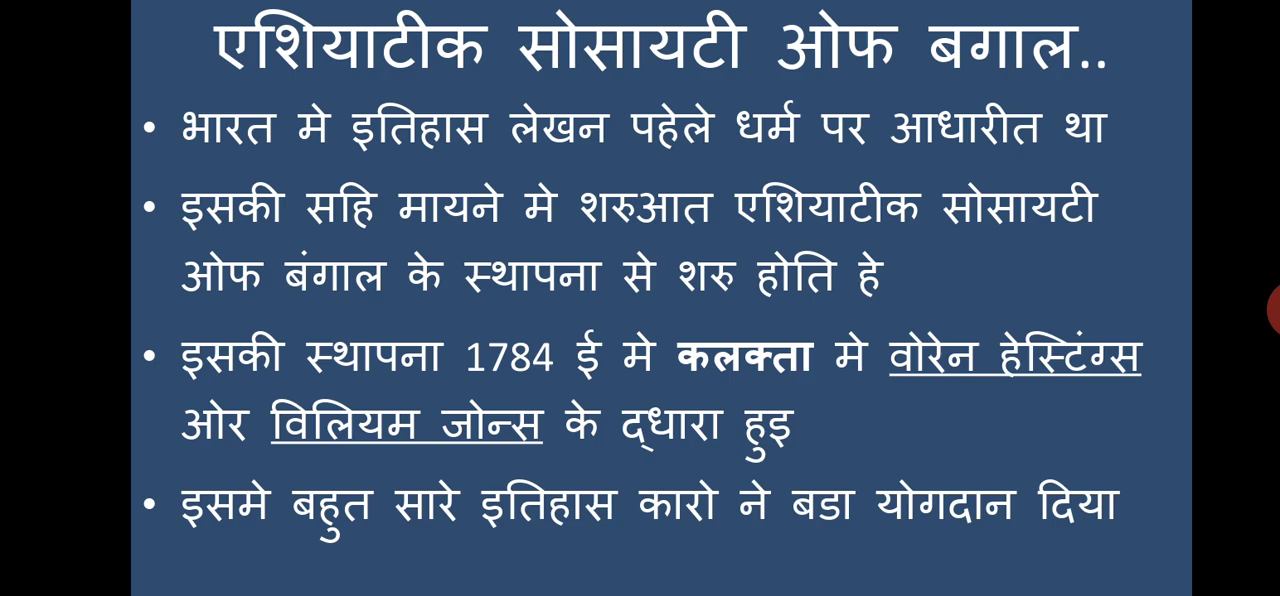 एशियाटीक सोसायटी ओफ बगाल..
• भारत मे इतिहास लेखन पहेले धर्म पर आधारीत था
• इसकी सहि मायने मे शरुआत एशियाटीक सोसायटी
ओफ बंगाल के स्थापना से शरु होति हे
• इसकी स्थापना 1784 ई मे कलक्ता मे वोरेन हेस्टिंग्स
ओर विलियम जोन्स के द्धारा हुइ
• इसमे बहुत सारे इतिहास कारो ने बडा योगदान दिया